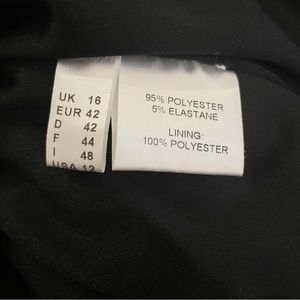 UK 16
EUR 42
D 42
F 44
I 48
USA 12
95% POLYESTER
5% ELASTANE
LINING:
100% POLYESTER